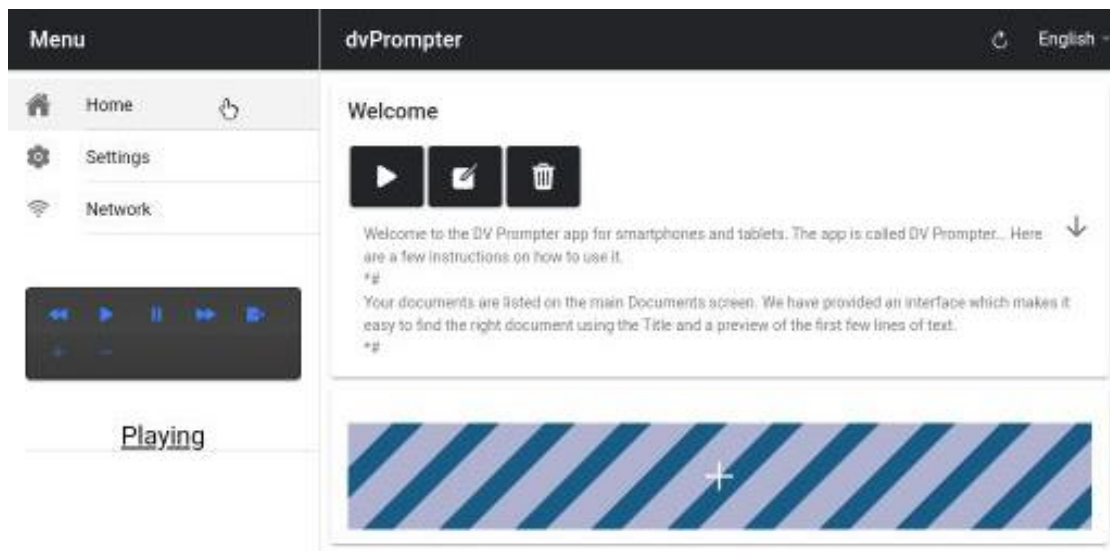 Menu
dvPrompter
English
Home
Settings
Network
Playing
Welcome
Welcome to the DV Prompter app for smartphones and tablets. The app is called DV Prompter... Here
are a few instructions on how to use it.
*#
Your documents are listed on the main Documents screen. We have provided an interface which makes it
easy to find the right document using the Title and a preview of the first few lines of text.
*#